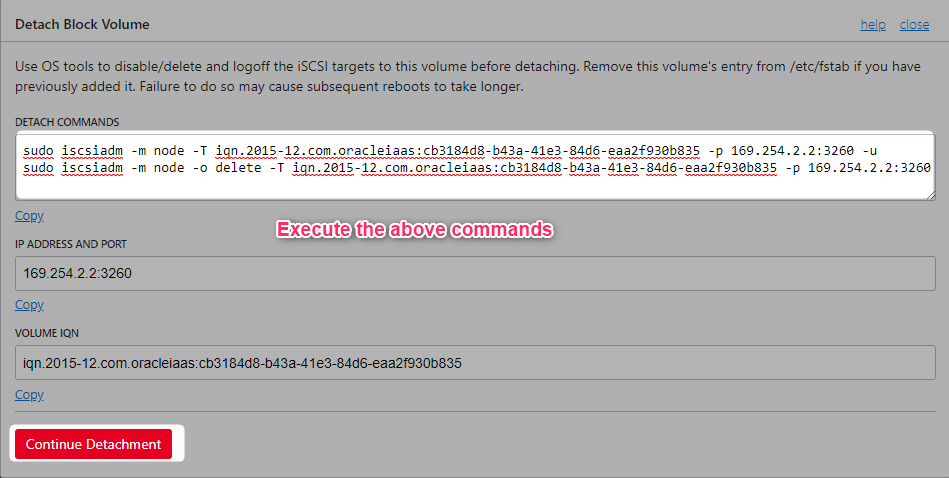 Detach Block Volume
help close
Use OS tools to disable/delete and logoff the iSCSI targets to this volume before detaching. Remove this volume's entry from /etc/fstab if you have
previously added it. Failure to do so may cause subsequent reboots to take longer.
DETACH COMMANDS
sudo iscsiadm -m node -T iqn.2015-12.com.oracleiaas:cb3184d8-b43a-41e3-84d6-eaa2f930b835 -p 169.254.2.2:3260 -u
sudo iscsiadm -m node -o delete -T iqn.2015-12.com.oracleiaas:cb3184d8-b43a-41e3-84d6-eaa2f930b835 -p 169.254.2.2:3260
Copy
Execute the above commands
IP ADDRESS AND PORT
169.254.2.2:3260
Copy
VOLUME IQN
iqn.2015-12.com.oracleiaas:cb3184d8-b43a-41e3-84d6-eaa2f930b835
Copy
Continue Detachment